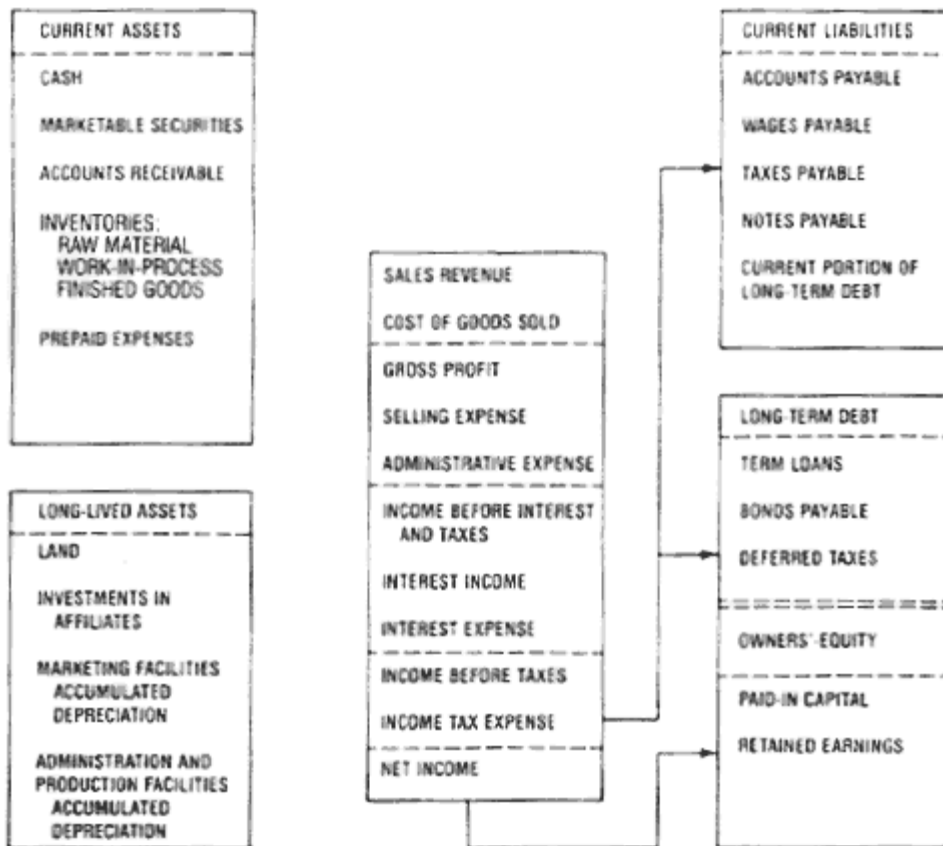 CURRENT ASSETS
CASH
MARKETABLE SECURITIES
ACCOUNTS RECEIVABLE
INVENTORIES:
RAW MATERIAL
WORK-IN-PROCESS
FINISHED GOODS
PREPAID EXPENSES
LONG-LIVED ASSETS
LAND
INVESTMENTS IN
AFFILIATES
MARKETING FACILITIES
ACCUMULATED
DEPRECIATION
ADMINISTRATION AND
PRODUCTION FACILITIES
ACCUMULATED
DEPRECIATION
SALES REVENUE
COST OF GOODS SOLD
GROSS PROFIT
SELLING EXPENSE
ADMINISTRATIVE EXPENSE
INCOME BEFORE INTEREST
AND TAXES
INTEREST INCOME
INTEREST EXPENSE
INCOME BEFORE TAXES
INCOME TAX EXPENSE
NET INCOME
CURRENT LIABILITIES
ACCOUNTS PAYABLE
WAGES PAYABLE
TAXES PAYABLE
NOTES PAYABLE
CURRENT PORTION OF
LONG-TERM DEBT
LONG-TERM DEBT
TERM LOANS
BONDS PAYABLE
DEFERRED TAXES
OWNERS'-EQUITY
PAID-IN CAPITAL
RETAINED EARNINGS